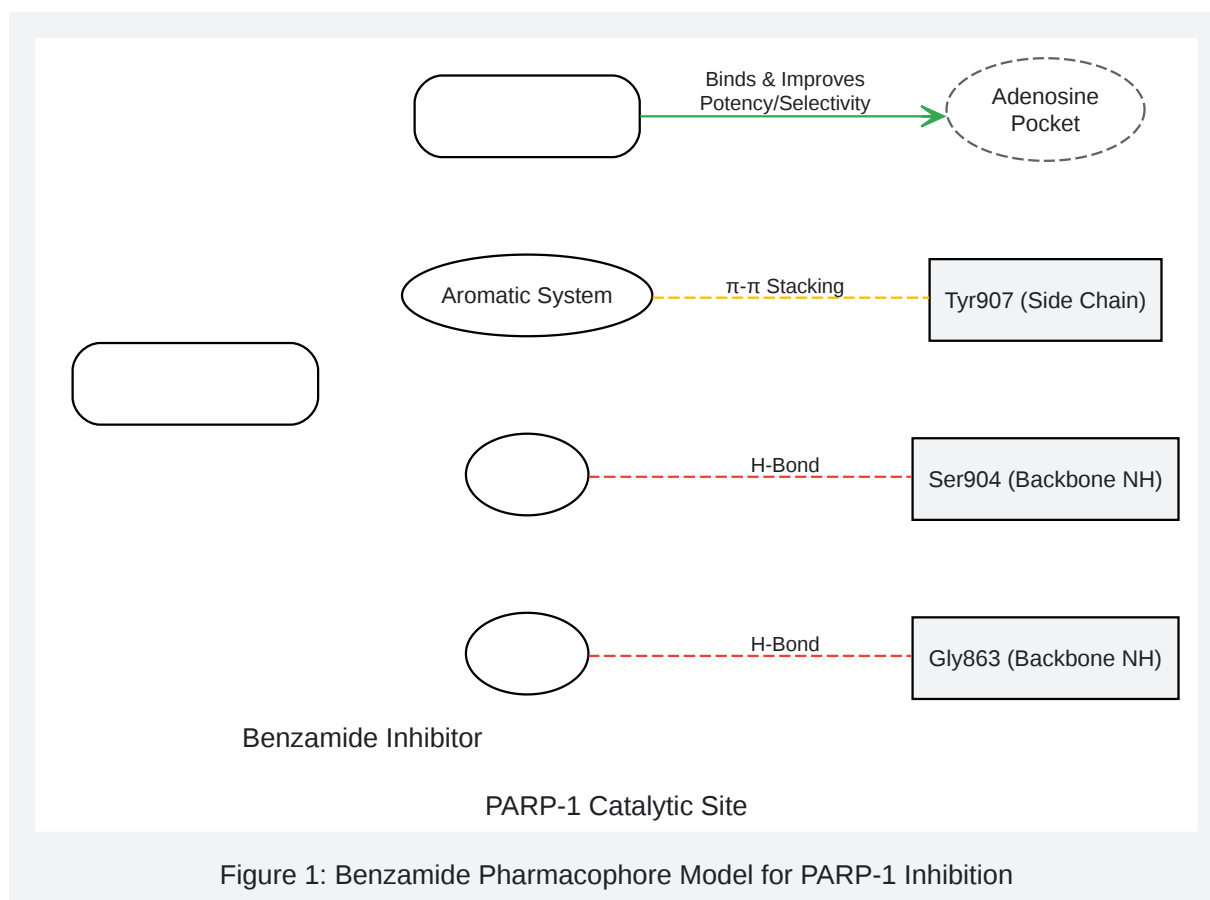 Binds & Improves
Potency/Selectivity
Adenosine
Pocket
Aromatic System
π-π Stacking
Tyr907 (Side Chain)
H-Bond
Ser904 (Backbone NH)
H-Bond
Gly863 (Backbone NH)
Benzamide Inhibitor
PARP-1 Catalytic Site
Figure 1: Benzamide Pharmacophore Model for PARP-1 Inhibition